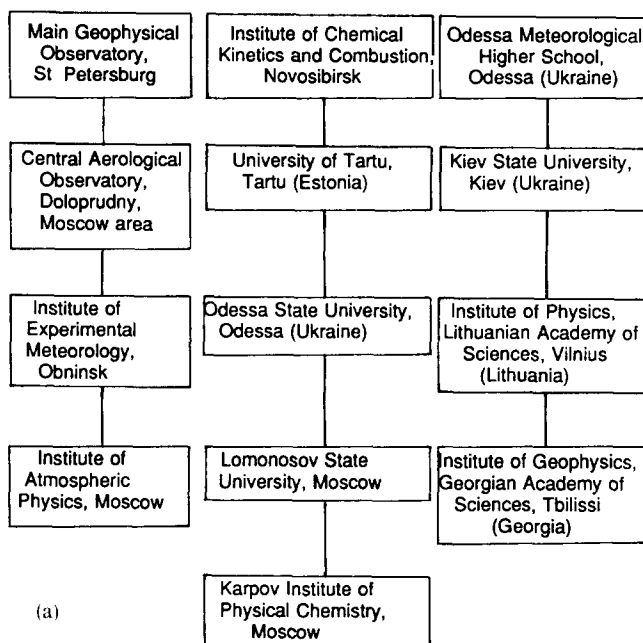 Main Geophysical
Observatory,
St Petersburg
Central Aerological
Observatory,
Doloprudny,
Moscow area
Institute of
Experimental
Meteorology,
Obninsk
Institute of
Atmospheric
Physics, Moscow
Institute of Chemical
Kinetics and Combustion,
Novosibirsk
University of Tartu,
Tartu (Estonia)
Odessa State University,
Odessa (Ukraine)
Lomonosov State
University, Moscow
Karpov Institute of
Physical Chemistry,
Moscow
Odessa Meteorological
Higher School,
Odessa (Ukraine)
Kiev State University,
Kiev (Ukraine)
Institute of Physics,
Lithuanian Academy of
Sciences, Vilnius
(Lithuania)
Institute of Geophysics,
Georgian Academy of
Sciences, Tbilissi
(Georgia)
(a)